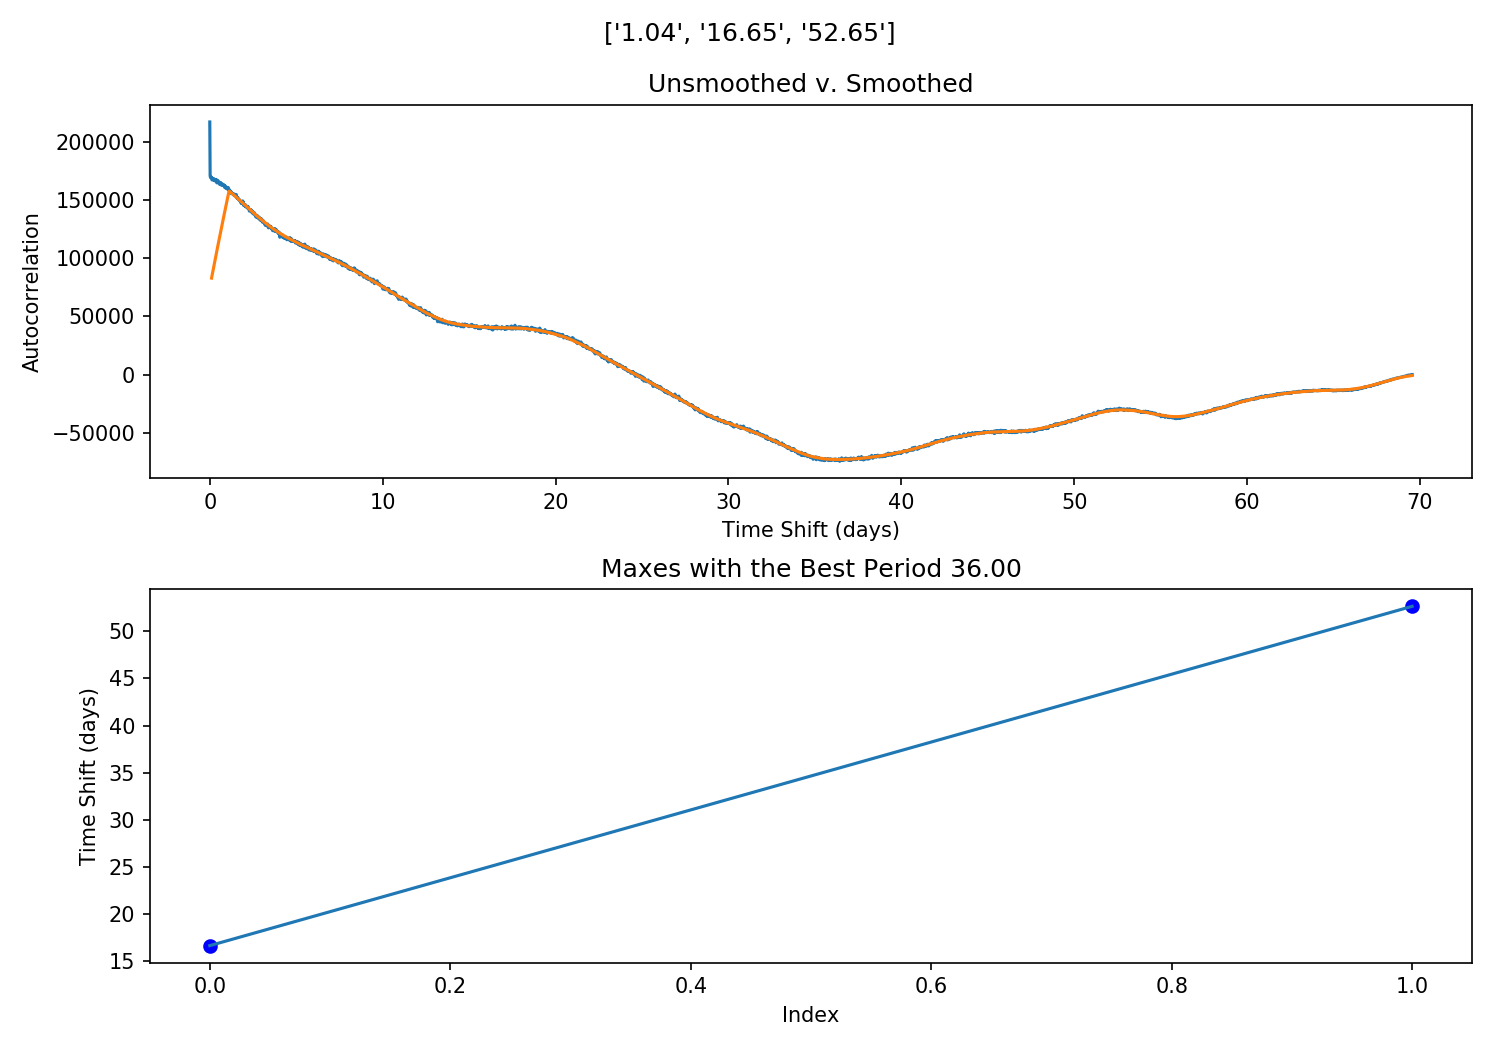 ['1.04', '16.65', '52.65']
Unsmoothed v. Smoothed
200000
150000
100000
50000
0
−50000
Autocorrelation
0 10 20 30 40 50 60 70
Time Shift (days)
Maxes with the Best Period 36.00
50
45
40
35
30
25
20
15
Time Shift (days)
0.0 0.2 0.4 0.6 0.8 1.0
Index